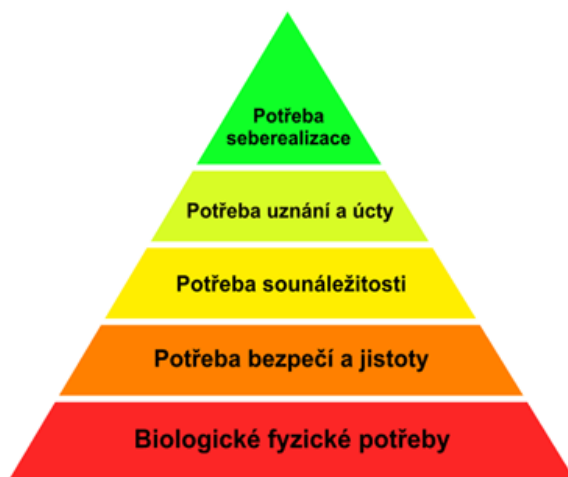 Potřeba
seberealizace
Potřeba uznání a úcty
Potřeba sounáležitosti
Potřeba bezpečí a jistoty
Biologické fyzické potřeby